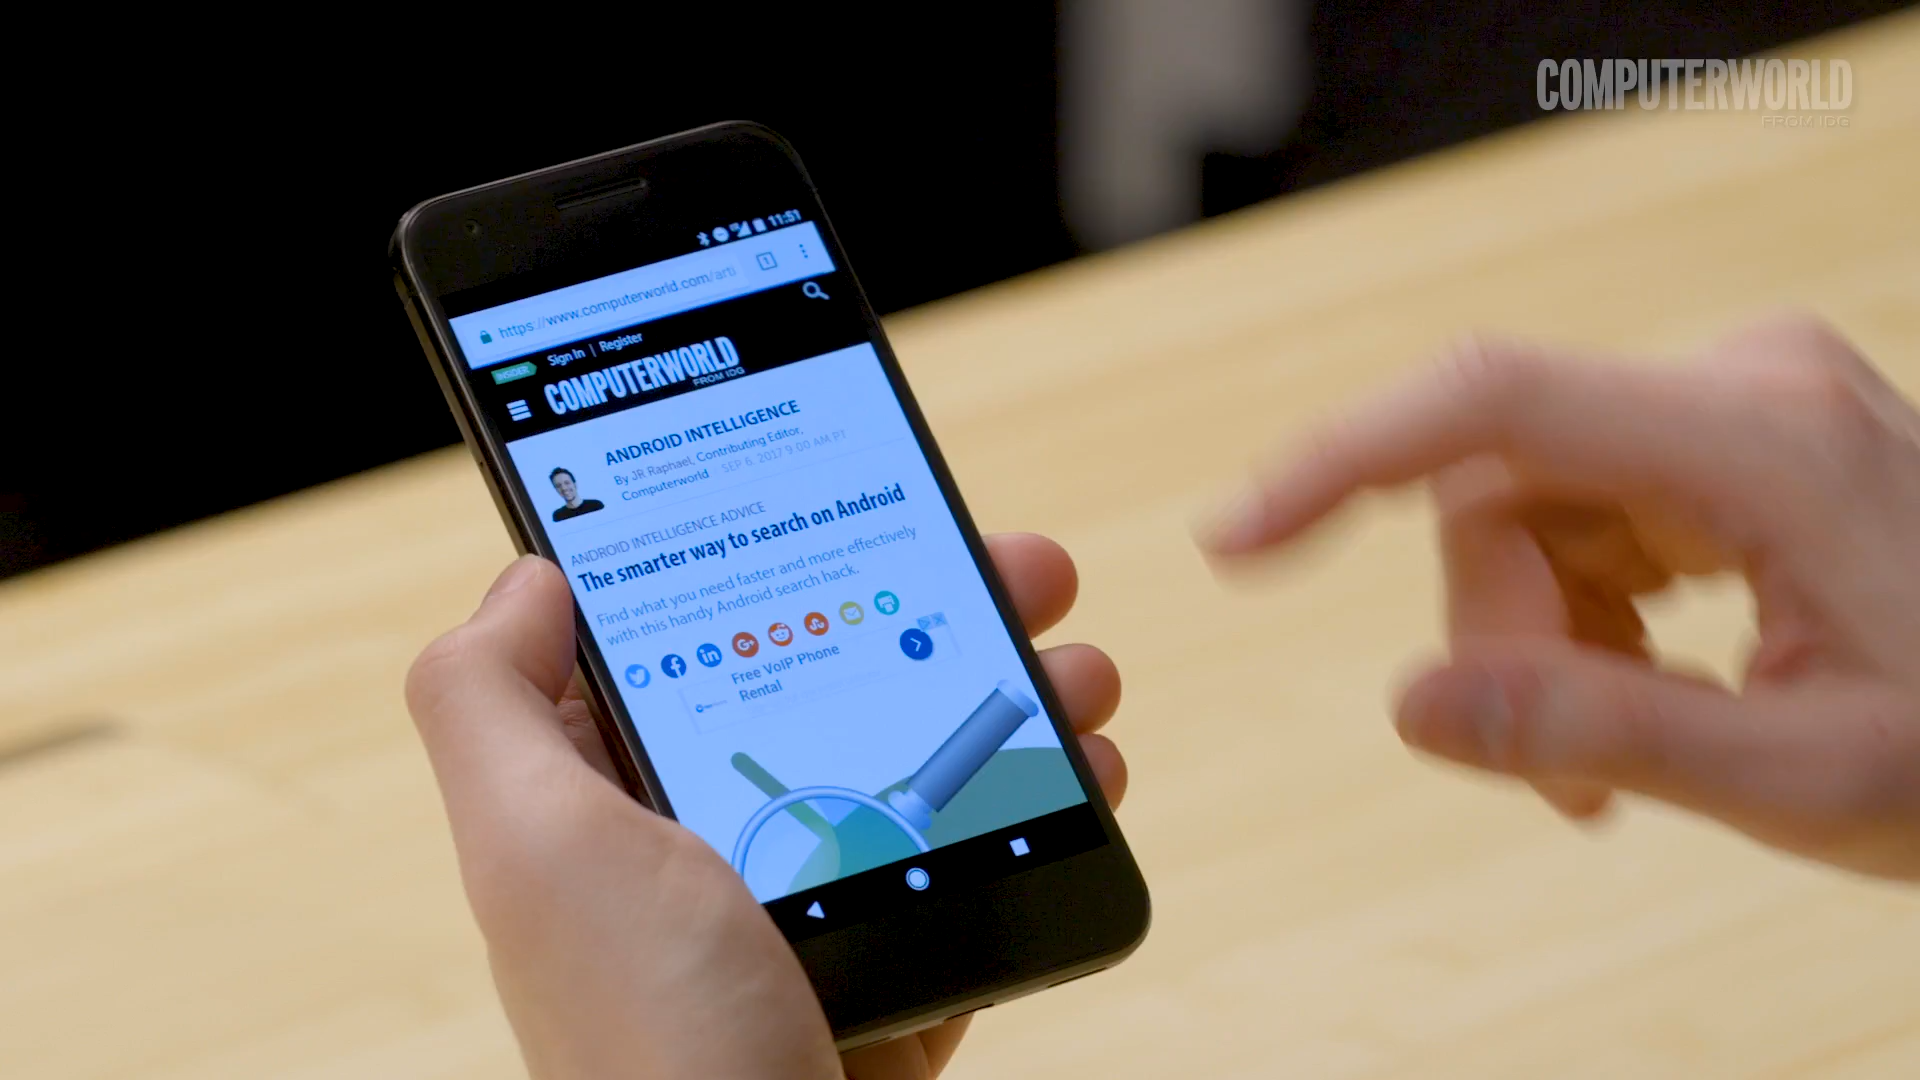 COMPUTERWORLD
FROM IDG
11:51
https://www.computerworld.com/arti
1
INSIDER
Sign In | Register
COMPUTERWORLD
FROM IDG
ANDROID INTELLIGENCE
By JR Raphael, Contributing Editor,
Computerworld SEP 6, 2017 9:00 AM PT
ANDROID INTELLIGENCE ADVICE
The smarter way to search on Android
Find what you need faster and more effectively
with this handy Android search hack.
Free VoIP Phone
Rental